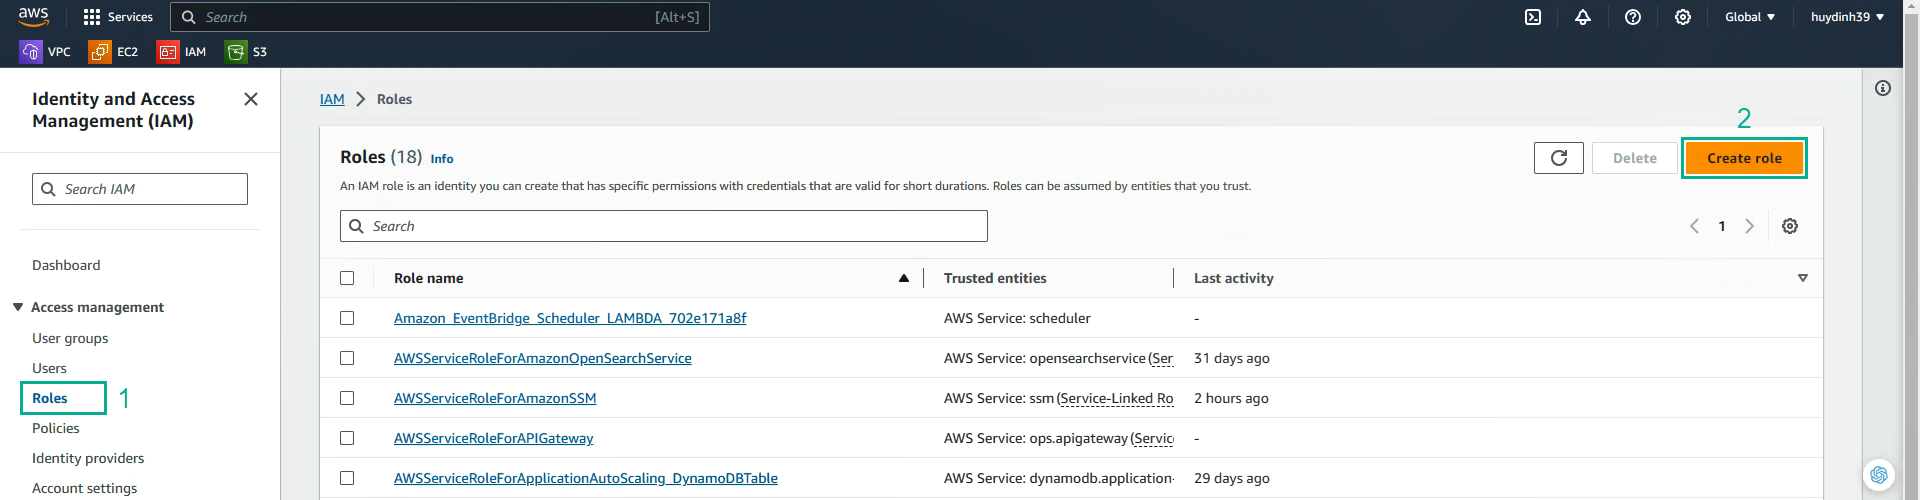 aws
Services
Search
[Alt+S]
Global
huydinh39
VPC
EC2
IAM
S3
Identity and Access
Management (IAM)
Search IAM
Dashboard
Access management
User groups
Users
Roles
1
Policies
Identity providers
Account settings
IAM
Roles
2
Roles (18) Info
Delete
Create role
An IAM role is an identity you can create that has specific permissions with credentials that are valid for short durations. Roles can be assumed by entities that you trust.
Search
1
Role name Trusted entities Last activity
Amazon_EventBridge_Scheduler_LAMBDA_702e171a8f AWS Service: scheduler -
AWSServiceRoleForAmazonOpenSearchService AWS Service: opensearchservice (Ser 31 days ago
AWSServiceRoleForAmazonSSM AWS Service: ssm (Service-Linked Ro 2 hours ago
AWSServiceRoleForAPIGateway AWS Service: ops.apigateway (Servic -
AWSServiceRoleForApplicationAutoScaling_DynamoDBTable AWS Service: dynamodb.application- 29 days ago